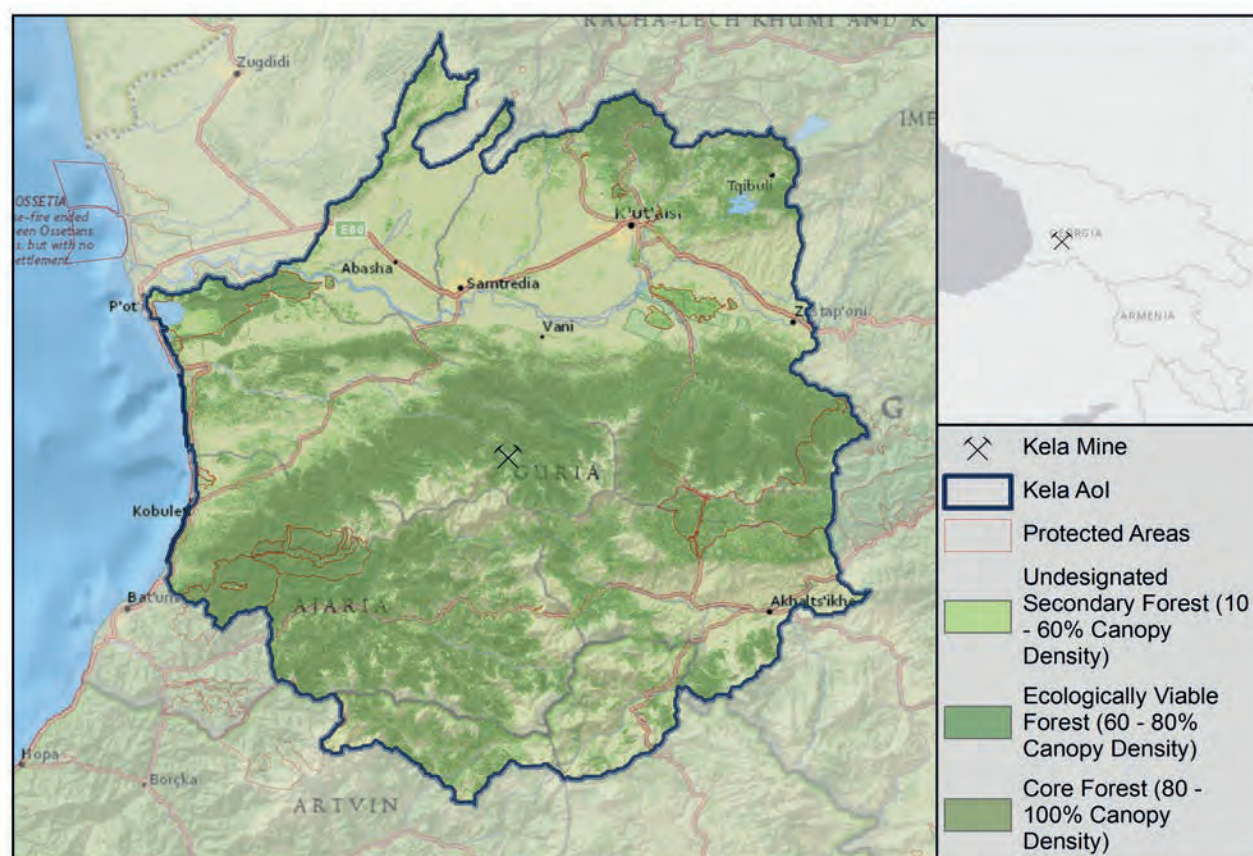 RACHA-LECH KHUMI AND K
Zugdidi
IME
Tqibuli
OSSETIA
se-fire ended
een Ossetians
s, but with no
ettlement.
K'ut'aisi
E60
Abasha
Samtredia
P'ot
Vani
Zestap'oni
G
GURIA
Kobulet
Bat'um
AJARIA
Akhalts'ikhe
Hopa
Borçka
ARTVIN
GEORGIA
ARMENIA
Kela Mine
Kela AoI
Protected Areas
Undesignated
Secondary Forest (10
- 60% Canopy
Density)
Ecologically Viable
Forest (60 - 80%
Canopy Density)
Core Forest (80 -
100% Canopy
Density)